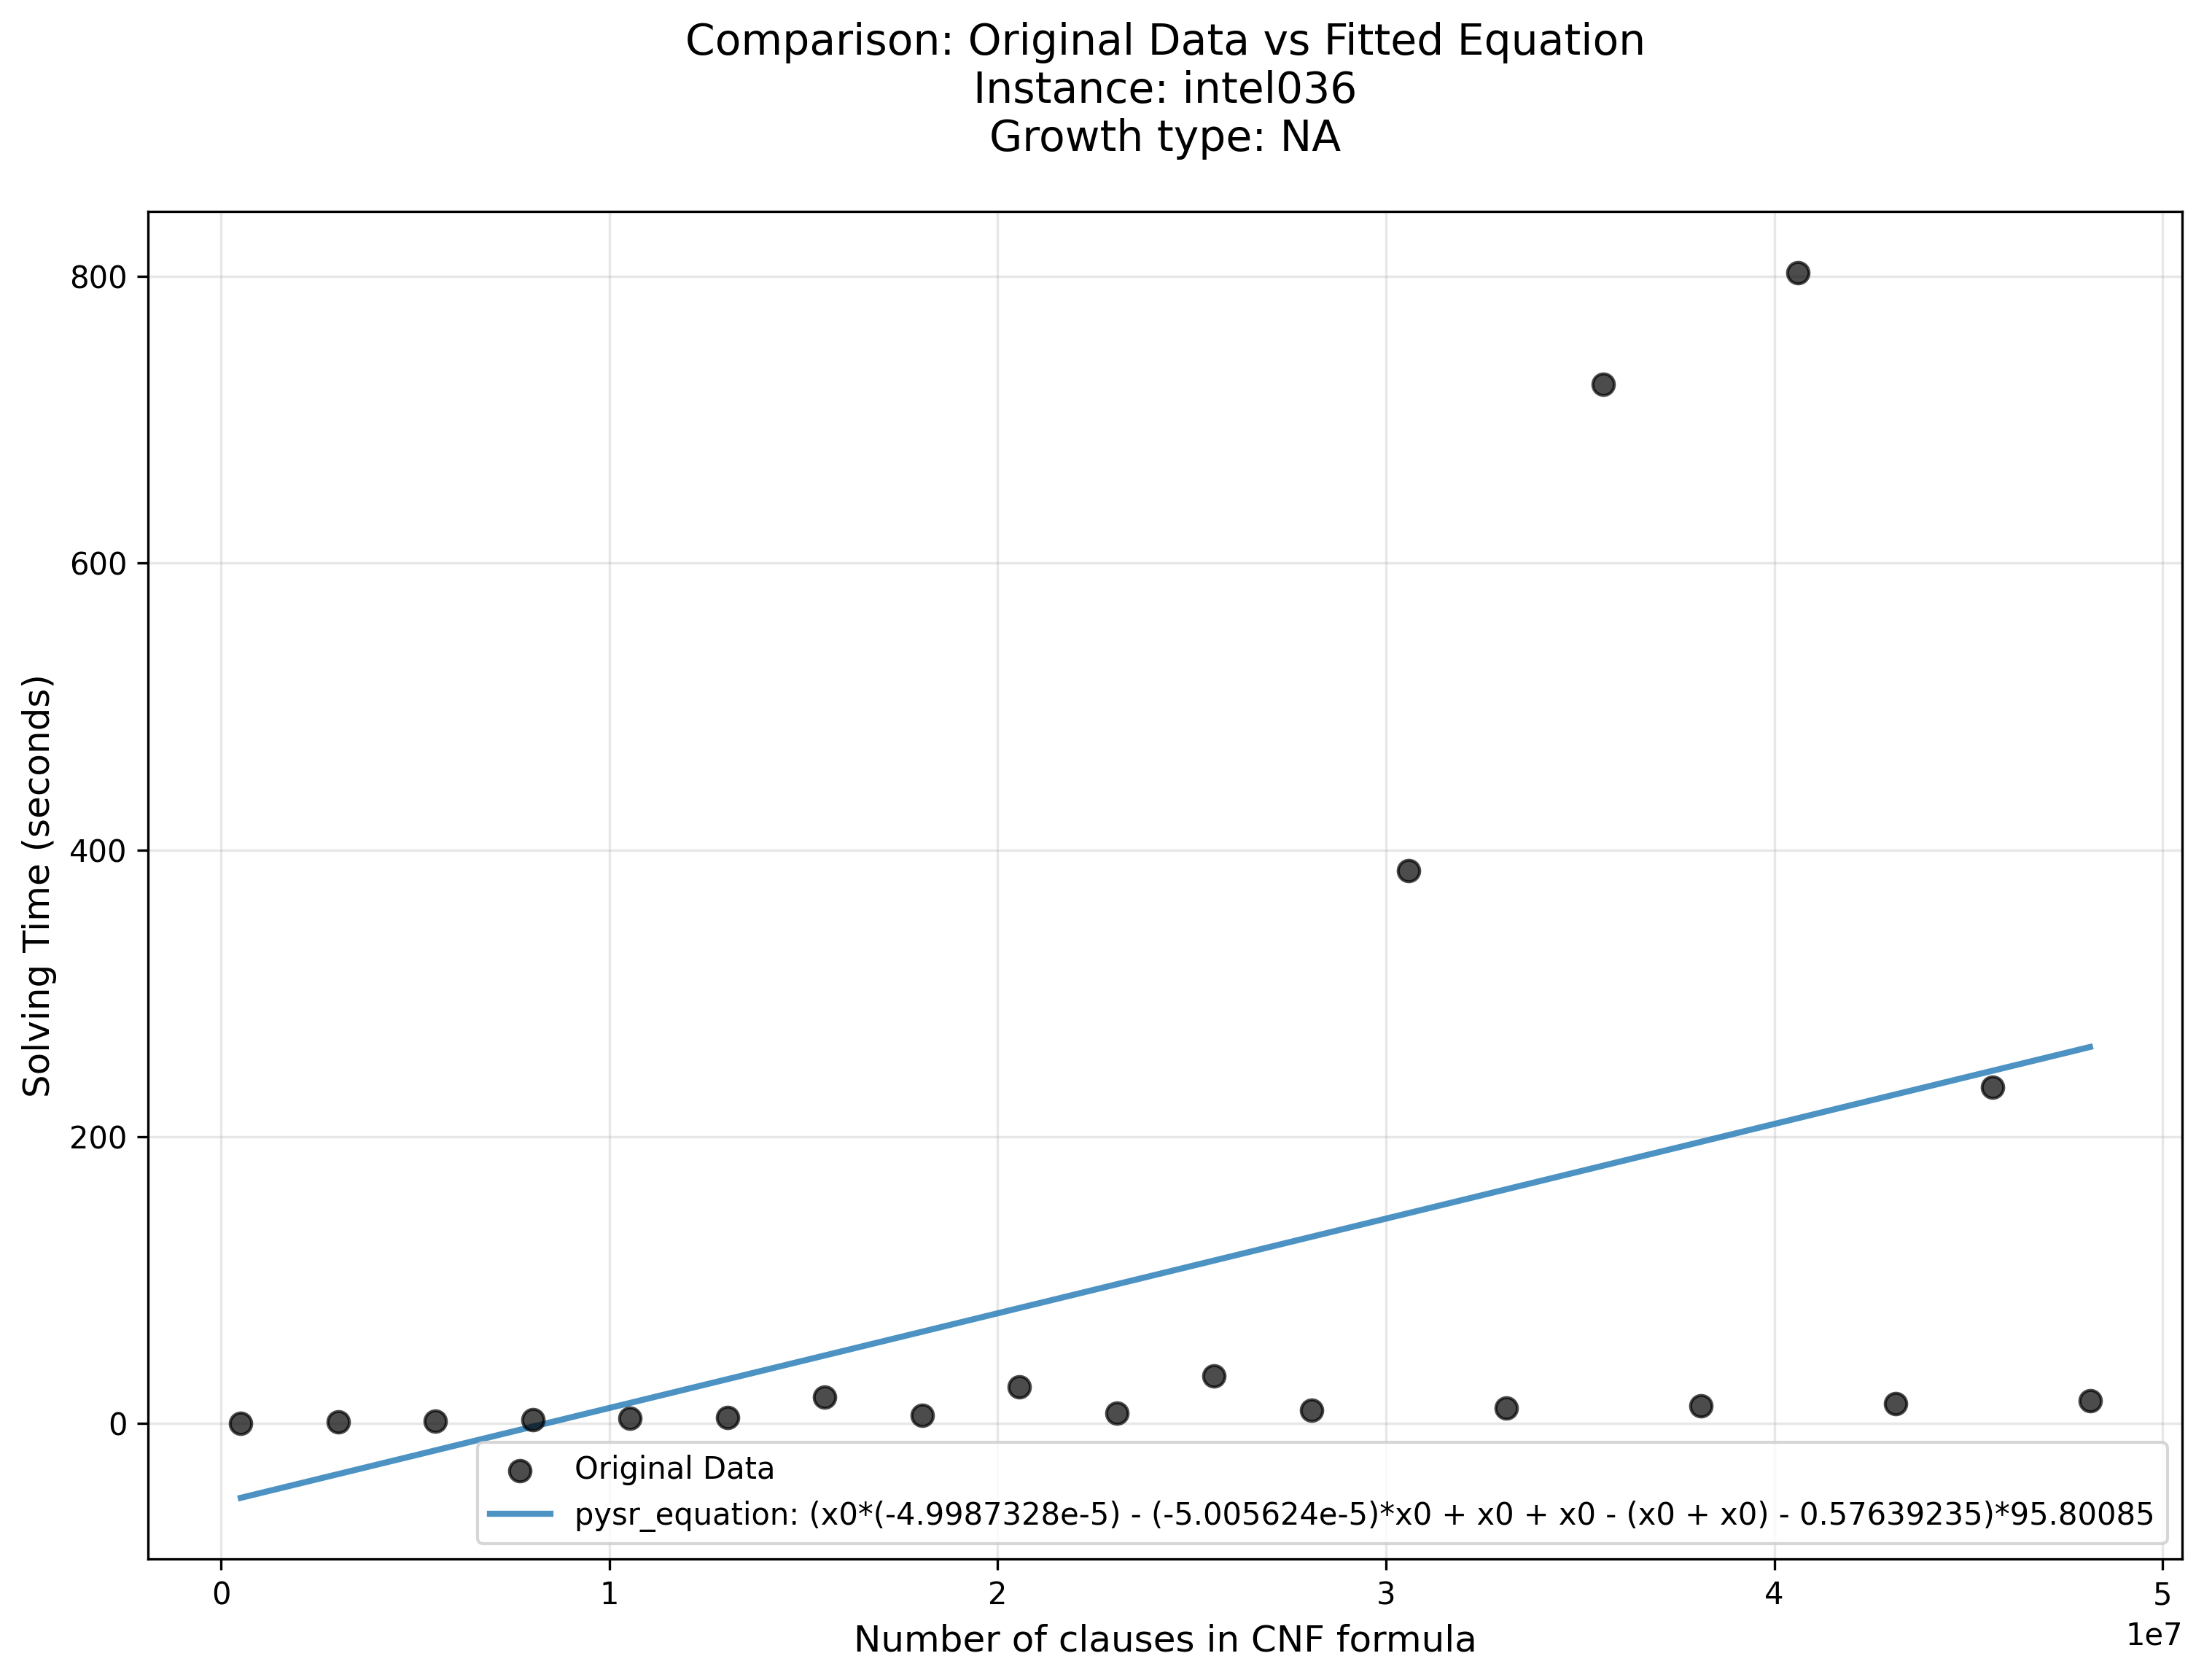 Comparison: Original Data vs Fitted Equation
Instance: intel036
Growth type: NA
800
600
400
200
0
Solving Time (seconds)
Original Data
pysr_equation: (x0*(-4.9987328e-5) - (-5.005624e-5)*x0 + x0 + x0 - (x0 + x0) - 0.57639235)*95.80085
0 1 2 3 4 5
1e7
Number of clauses in CNF formula